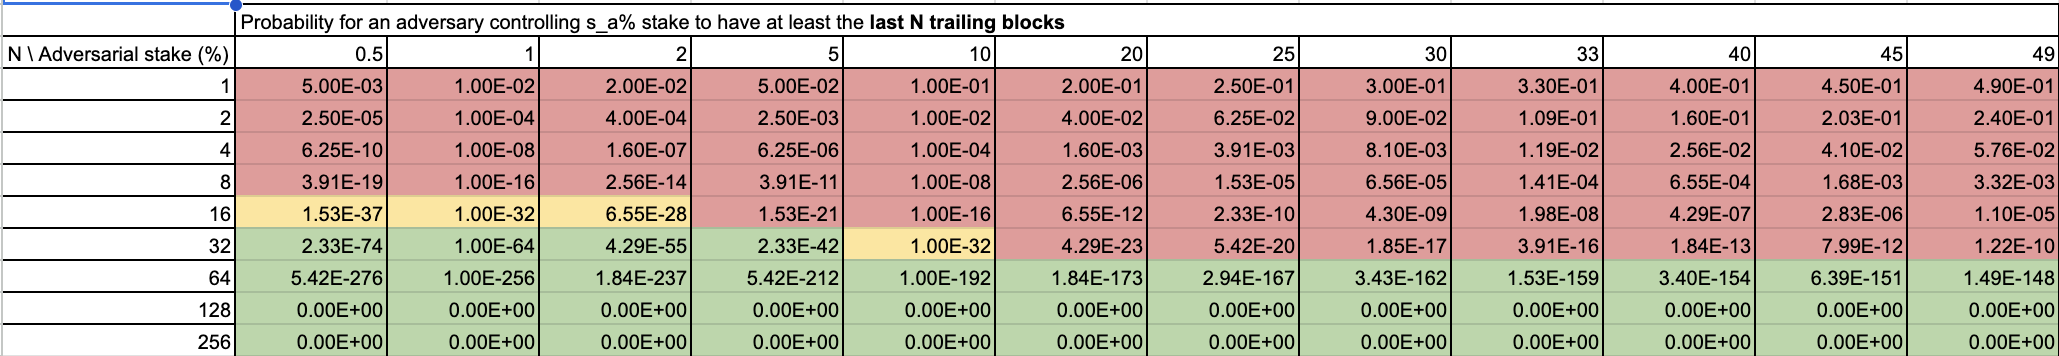 Probability for an adversary controlling s_a% stake to have at least the last N trailing blocks
N \ Adversarial stake (%) 0.5 1 2 5 10 20 25 30 33 40 45 49
1 5.00E-03 1.00E-02 2.00E-02 5.00E-02 1.00E-01 2.00E-01 2.50E-01 3.00E-01 3.30E-01 4.00E-01 4.50E-01 4.90E-01
2 2.50E-05 1.00E-04 4.00E-04 2.50E-03 1.00E-02 4.00E-02 6.25E-02 9.00E-02 1.09E-01 1.60E-01 2.03E-01 2.40E-01
4 6.25E-10 1.00E-08 1.60E-07 6.25E-06 1.00E-04 1.60E-03 3.91E-03 8.10E-03 1.19E-02 2.56E-02 4.10E-02 5.76E-02
8 3.91E-19 1.00E-16 2.56E-14 3.91E-11 1.00E-08 2.56E-06 1.53E-05 6.56E-05 1.41E-04 6.55E-04 1.68E-03 3.32E-03
16 1.53E-37 1.00E-32 6.55E-28 1.53E-21 1.00E-16 6.55E-12 2.33E-10 4.30E-09 1.98E-08 4.29E-07 2.83E-06 1.10E-05
32 2.33E-74 1.00E-64 4.29E-55 2.33E-42 1.00E-32 4.29E-23 5.42E-20 1.85E-17 3.91E-16 1.84E-13 7.99E-12 1.22E-10
64 5.42E-276 1.00E-256 1.84E-237 5.42E-212 1.00E-192 1.84E-173 2.94E-167 3.43E-162 1.53E-159 3.40E-154 6.39E-151 1.49E-148
128 0.00E+00 0.00E+00 0.00E+00 0.00E+00 0.00E+00 0.00E+00 0.00E+00 0.00E+00 0.00E+00 0.00E+00 0.00E+00 0.00E+00
256 0.00E+00 0.00E+00 0.00E+00 0.00E+00 0.00E+00 0.00E+00 0.00E+00 0.00E+00 0.00E+00 0.00E+00 0.00E+00 0.00E+00